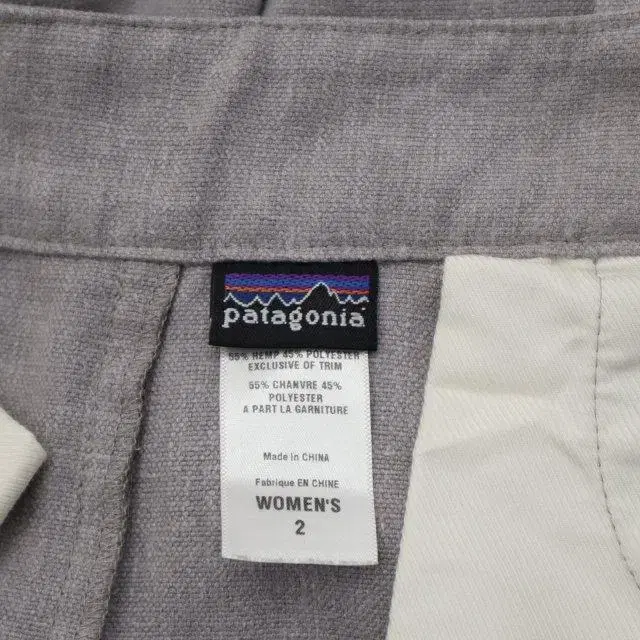 patagonia
55% HEMP 45% POLYESTER
EXCLUSIVE OF TRIM
55% CHANVRE 45%
POLYESTER
A PART LA GARNITURE
Made in CHINA
Fabrique EN CHINE
WOMEN'S
2